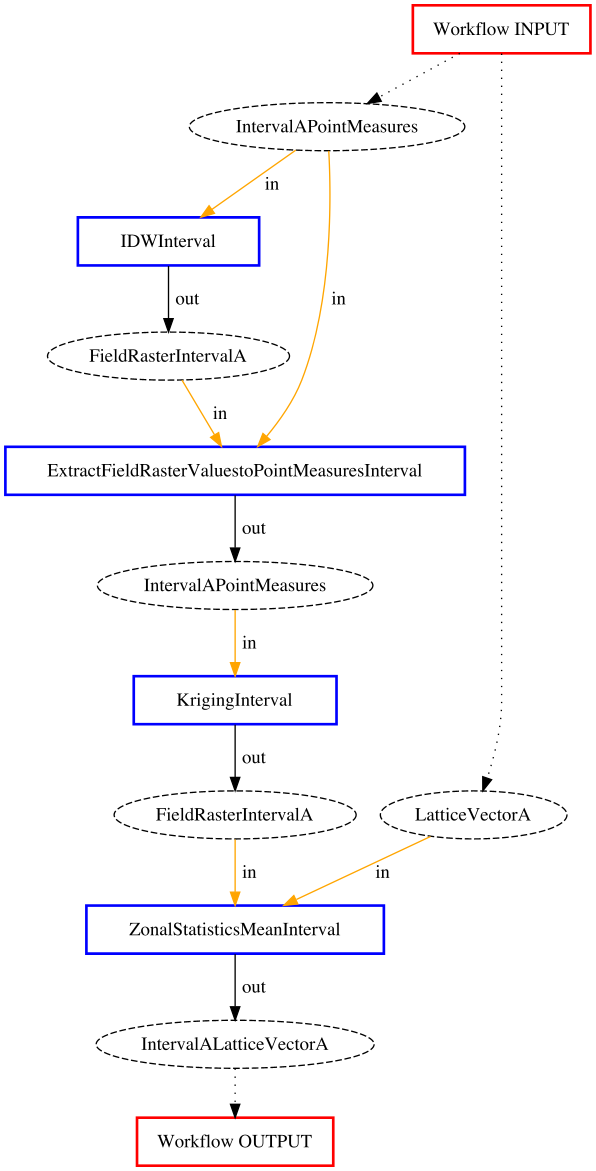 Workflow INPUT
IntervalAPointMeasures
in
IDWInterval
out
in
FieldRasterIntervalA
in
ExtractFieldRasterValuestoPointMeasuresInterval
out
IntervalAPointMeasures
in
KrigingInterval
out
FieldRasterIntervalA
LatticeVectorA
in
in
ZonalStatisticsMeanInterval
out
IntervalALatticeVectorA
Workflow OUTPUT